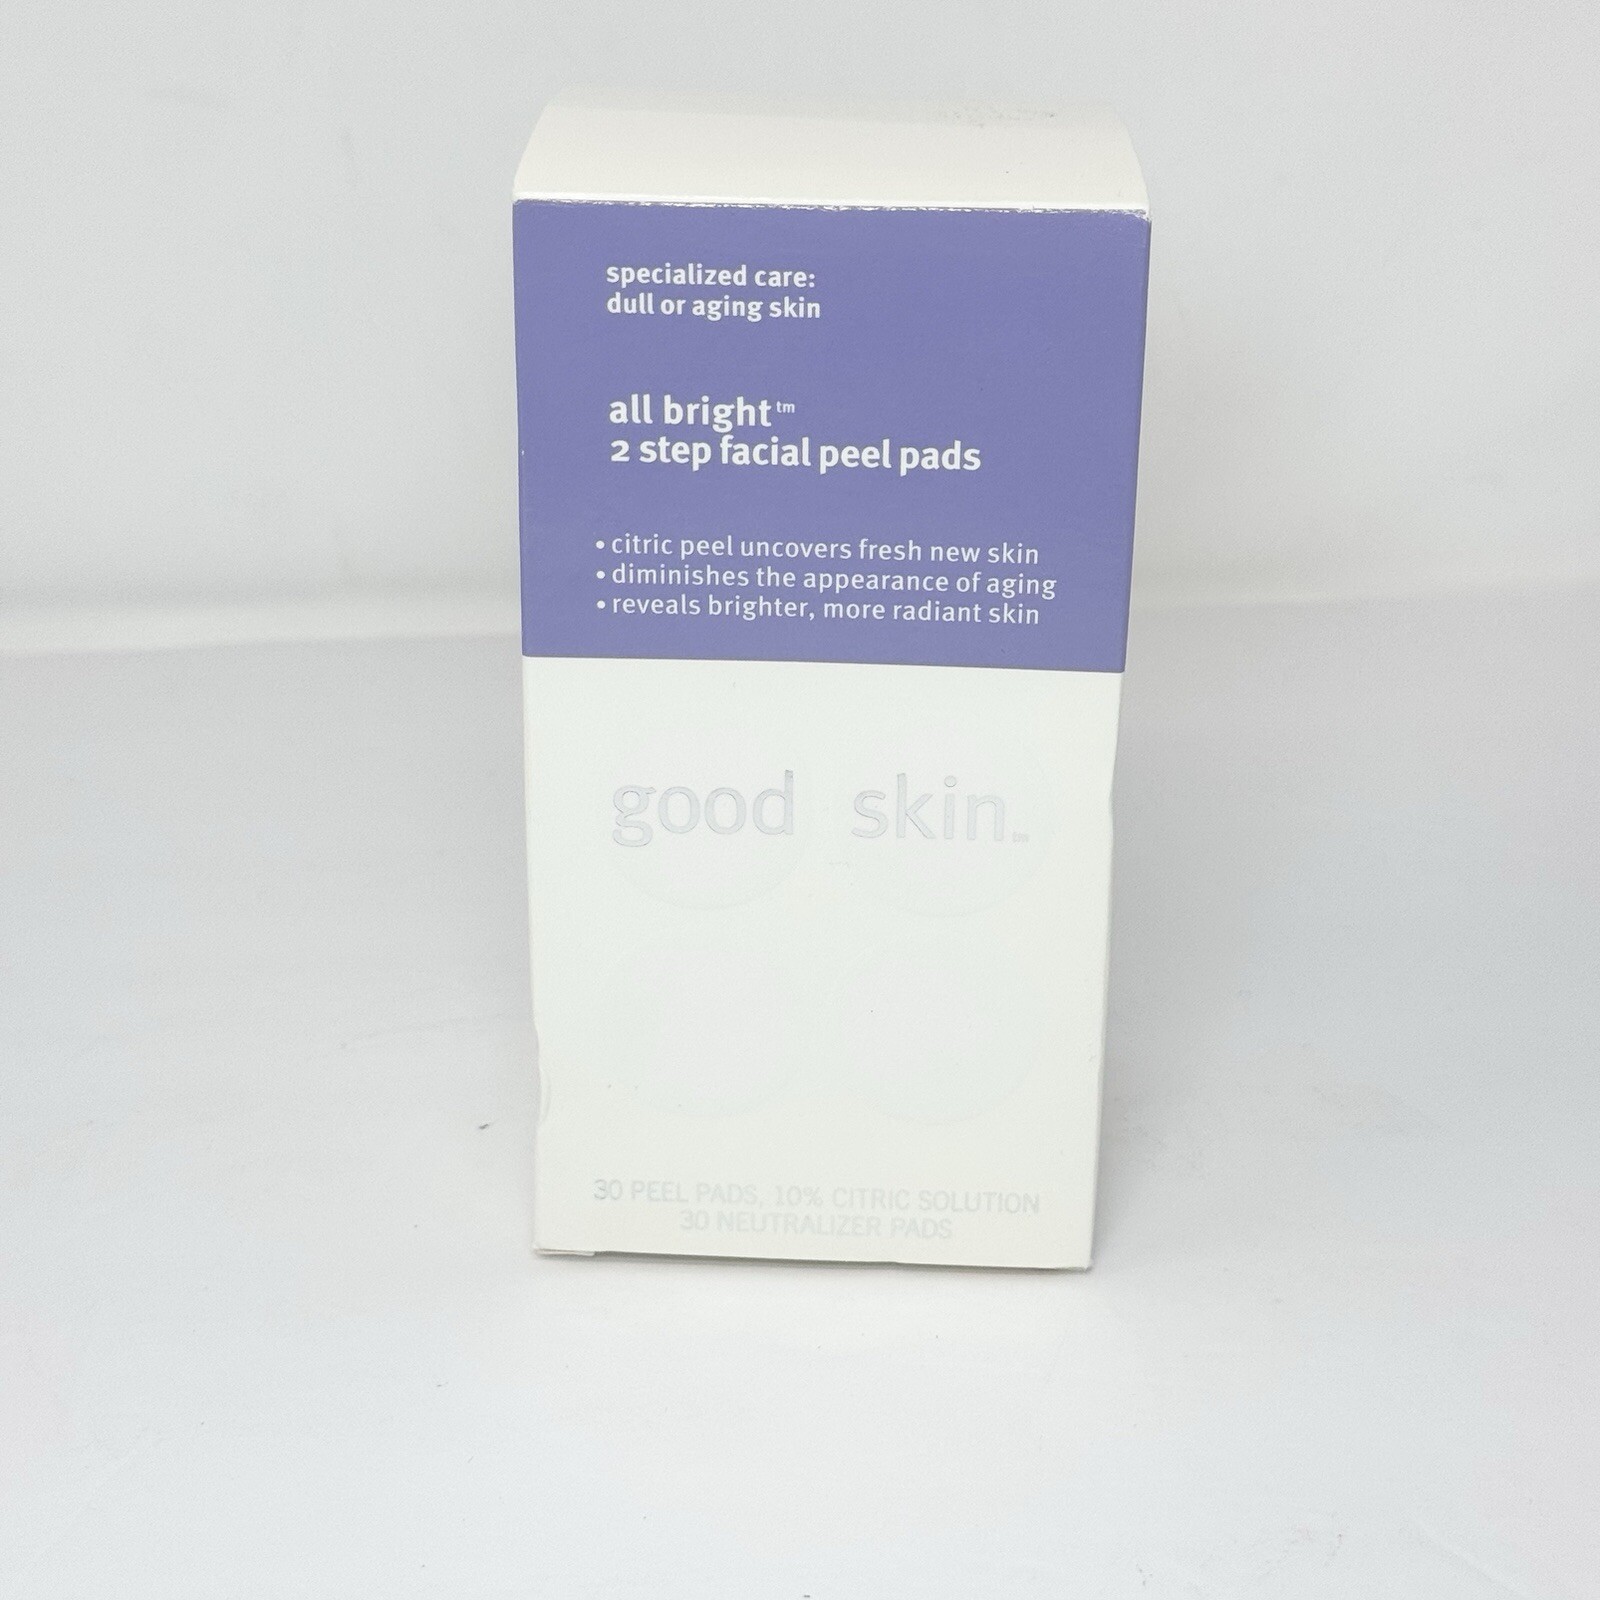 specialized care:
dull or aging skin
all bright™
2 step facial peel pads
• citric peel uncovers fresh new skin
• diminishes the appearance of aging
• reveals brighter, more radiant skin
good skin™
30 PEEL PADS, 10% CITRIC SOLUTION
30 NEUTRALIZER PADS